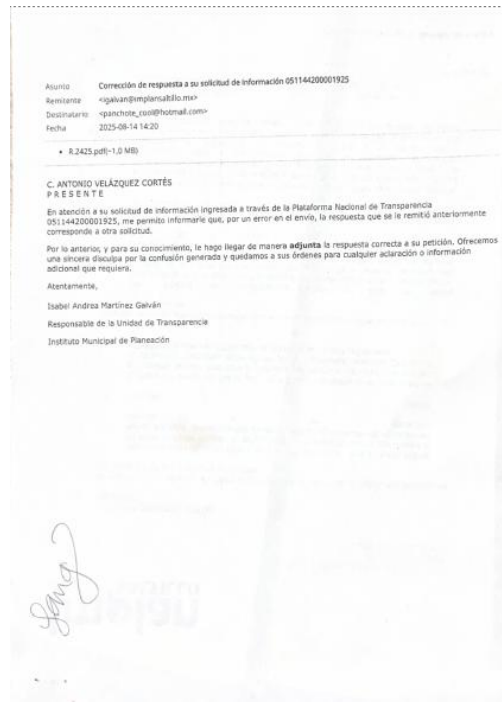 Asunto Corrección de respuesta a su solicitud de información 051144200001925
Remitente <igalvan@implansaltillo.mx>
Destinatario <panchote_cool@hotmail.com>
Fecha 2025-08-14 14:20
• R.2425.pdf(~1,0 MB)
C. ANTONIO VELÁZQUEZ CORTÉS
P R E S E N T E
En atención a su solicitud de información ingresada a través de la Plataforma Nacional de Transparencia
051144200001925, me permito informarle que, por un error en el envío, la respuesta que se le remitió anteriormente
corresponde a otra solicitud.
Por lo anterior, y para su conocimiento, le hago llegar de manera adjunta la respuesta correcta a su petición. Ofrecemos
una sincera disculpa por la confusión generada y quedamos a sus órdenes para cualquier aclaración o información
adicional que requiera.
Atentamente,
Isabel Andrea Martínez Galván
Responsable de la Unidad de Transparencia
Instituto Municipal de Planeación